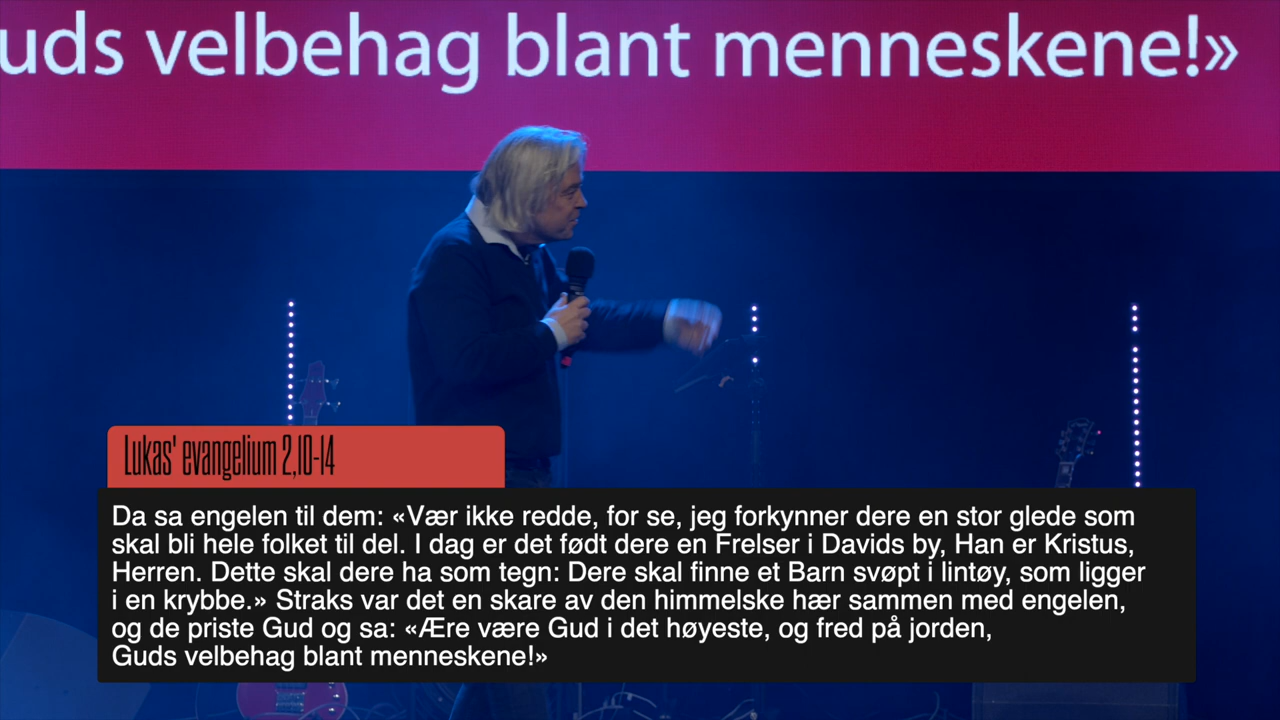 uds velbehag blant menneskene!»
Lukas' evangelium 2,10-14
Da sa engelen til dem: «Vær ikke redde, for se, jeg forkynner dere en stor glede som
skal bli hele folket til del. I dag er det født dere en Frelser i Davids by, Han er Kristus,
Herren. Dette skal dere ha som tegn: Dere skal finne et Barn svøpt i lintøy, som ligger
i en krybbe.» Straks var det en skare av den himmelske hær sammen med engelen,
og de priste Gud og sa: «Ære være Gud i det høyeste, og fred på jorden,
Guds velbehag blant menneskene!»